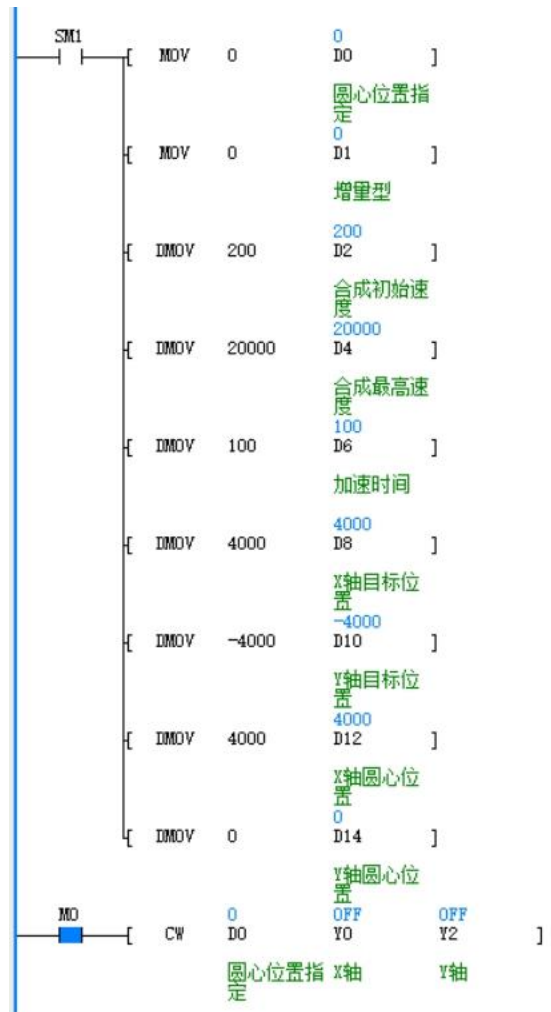 SM1
0
[ MOV 0 D0 ]
圆心位置指
定
0
[ MOV 0 D1 ]
增量型
200
[ DMOV 200 D2 ]
合成初始速
度
20000
[ DMOV 20000 D4 ]
合成最高速
度
100
[ DMOV 100 D6 ]
加速时间
4000
[ DMOV 4000 D8 ]
X轴目标位
置
-4000
[ DMOV -4000 D10 ]
Y轴目标位
置
4000
[ DMOV 4000 D12 ]
X轴圆心位
置
0
[ DMOV 0 D14 ]
Y轴圆心位
置
M0 0 OFF OFF
[ CW D0 Y0 Y2 ]
圆心位置指 X轴 Y轴
定